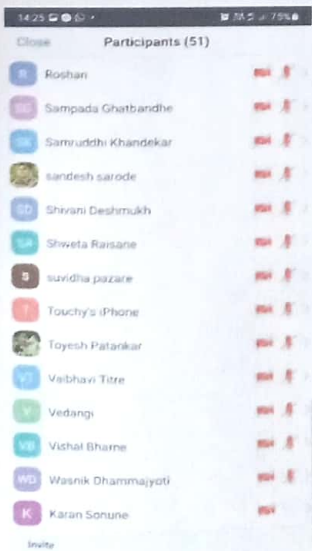 14:25 75%
Close Participants (51)
R Roshan
SG Sampada Ghatbandhe
SK Samruddhi Khandekar
sandesh sarode
SD Shivani Deshmukh
SR Shweta Raisane
S suvidha pazare
T Touchy's iPhone
Toyesh Patankar
VT Vaibhavi Titre
V Vedangi
VB Vishal Bharne
WD Wasnik Dhammajyoti
K Karan Sonune
Invite